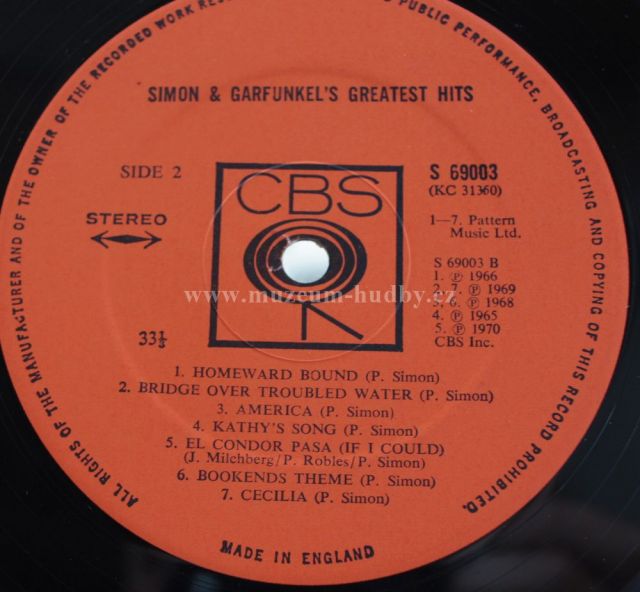 ALL RIGHTS OF THE MANUFACTURER AND OF THE OWNER OF THE RECORDED WORK PUBLIC PERFORMANCE, BROADCASTING AND COPYING OF THIS RECORD PROHIBITED.
SIMON & GARFUNKEL'S GREATEST HITS
SIDE 2
S 69003
(KC 31360)
CBS
STEREO
1—7. Pattern
Music Ltd.
S 69003 B
1. ℗ 1966
2, 7. ℗ 1969
3, 6. ℗ 1968
4. ℗ 1965
5. ℗ 1970
CBS Inc.
www.muzeum-hudby.cz
33⅓
1. HOMEWARD BOUND (P. Simon)
2. BRIDGE OVER TROUBLED WATER (P. Simon)
3. AMERICA (P. Simon)
4. KATHY'S SONG (P. Simon)
5. EL CONDOR PASA (IF I COULD)
(J. Milchberg/P. Robles/P. Simon)
6. BOOKENDS THEME (P. Simon)
7. CECILIA (P. Simon)
MADE IN ENGLAND